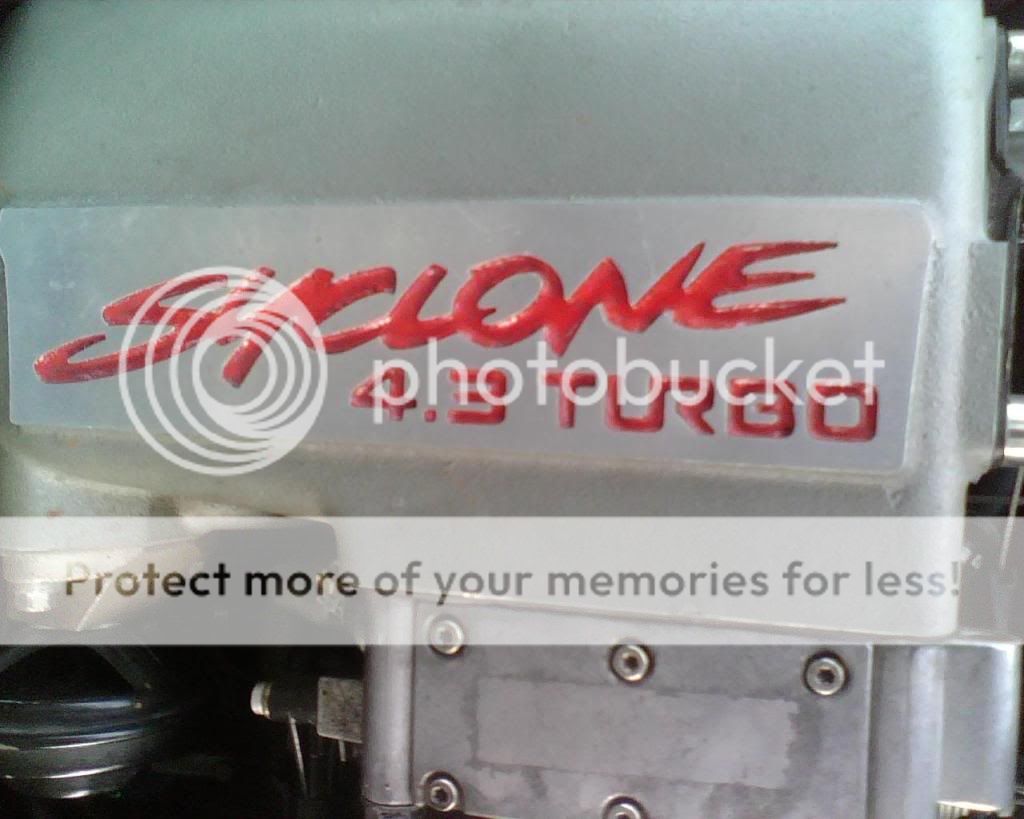 SYCLONE
4.3 TURBO
photobucket
Protect more of your memories for less!